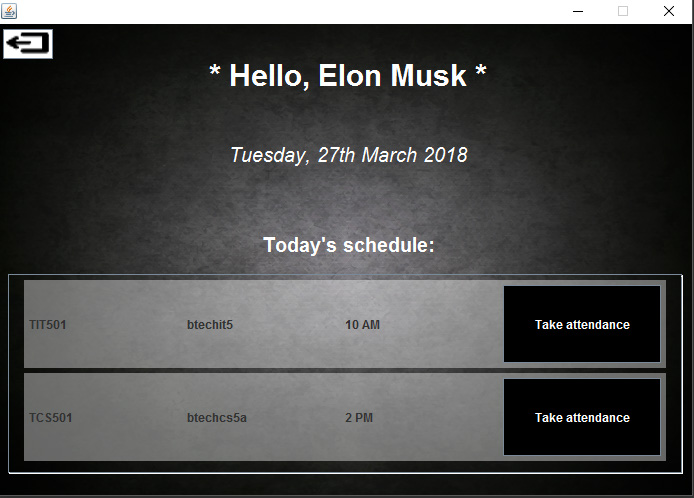 * Hello, Elon Musk *
Tuesday, 27th March 2018
Today's schedule:
TIT501 btechit5 10 AM Take attendance
TCS501 btechcs5a 2 PM Take attendance